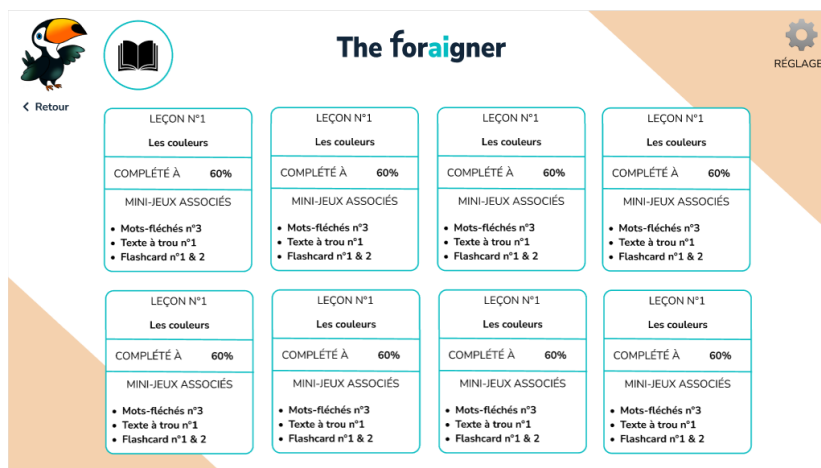 The foraigner
RÉGLAGE
Retour
LEÇON N°1
Les couleurs
COMPLÉTÉ À 60%
MINI-JEUX ASSOCIÉS
• Mots-fléchés n°3
• Texte à trou n°1
• Flashcard n°1 & 2
LEÇON N°1
Les couleurs
COMPLÉTÉ À 60%
MINI-JEUX ASSOCIÉS
• Mots-fléchés n°3
• Texte à trou n°1
• Flashcard n°1 & 2
LEÇON N°1
Les couleurs
COMPLÉTÉ À 60%
MINI-JEUX ASSOCIÉS
• Mots-fléchés n°3
• Texte à trou n°1
• Flashcard n°1 & 2
LEÇON N°1
Les couleurs
COMPLÉTÉ À 60%
MINI-JEUX ASSOCIÉS
• Mots-fléchés n°3
• Texte à trou n°1
• Flashcard n°1 & 2
LEÇON N°1
Les couleurs
COMPLÉTÉ À 60%
MINI-JEUX ASSOCIÉS
• Mots-fléchés n°3
• Texte à trou n°1
• Flashcard n°1 & 2
LEÇON N°1
Les couleurs
COMPLÉTÉ À 60%
MINI-JEUX ASSOCIÉS
• Mots-fléchés n°3
• Texte à trou n°1
• Flashcard n°1 & 2
LEÇON N°1
Les couleurs
COMPLÉTÉ À 60%
MINI-JEUX ASSOCIÉS
• Mots-fléchés n°3
• Texte à trou n°1
• Flashcard n°1 & 2
LEÇON N°1
Les couleurs
COMPLÉTÉ À 60%
MINI-JEUX ASSOCIÉS
• Mots-fléchés n°3
• Texte à trou n°1
• Flashcard n°1 & 2